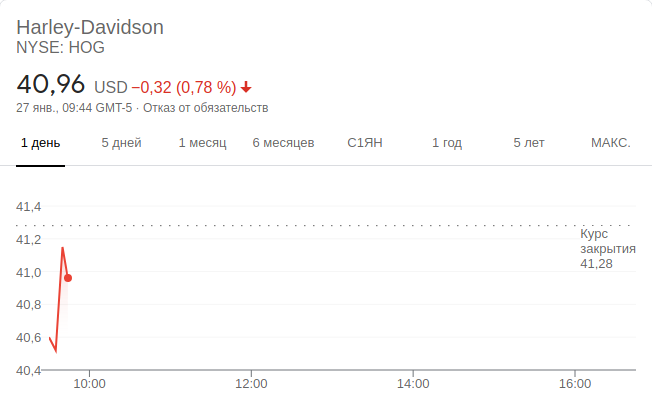 Harley-Davidson
NYSE: HOG
40,96 USD −0,32 (0,78 %)
27 янв., 09:44 GMT-5 · Отказ от обязательств
1 день 5 дней 1 месяц 6 месяцев С1ЯН 1 год 5 лет МАКС.
41,4
41,2
41,0
40,8
40,6
40,4
Курс
закрытия
41,28
10:00 12:00 14:00 16:00